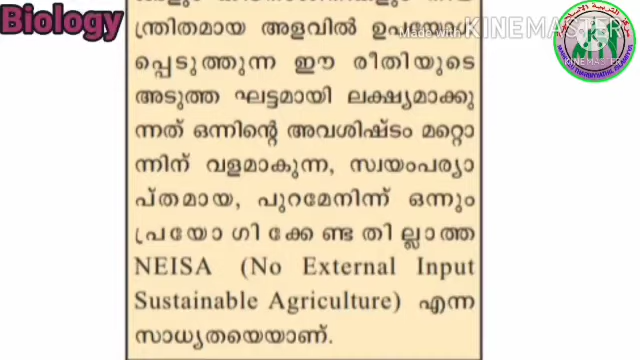 Biology
Made with KINEMASTER
ന്ത്രിതമായ അളവിൽ ഉപയോഗ
പ്പെടുത്തുന്ന ഈ രീതിയുടെ
അടുത്ത ഘട്ടമായി ലക്ഷ്യമാക്കു
ന്നത് ഒന്നിന്റെ അവശിഷ്ടം മറ്റൊ
ന്നിന് വളമാകുന്ന, സ്വയംപര്യാ
പ്തമായ, പുറമേനിന്ന് ഒന്നും
പ്രയോഗിക്കേണ്ടതില്ലാത്ത
NEISA (No External Input
Sustainable Agriculture) എന്ന
സാധ്യതയെയാണ്.
KINEMASTER